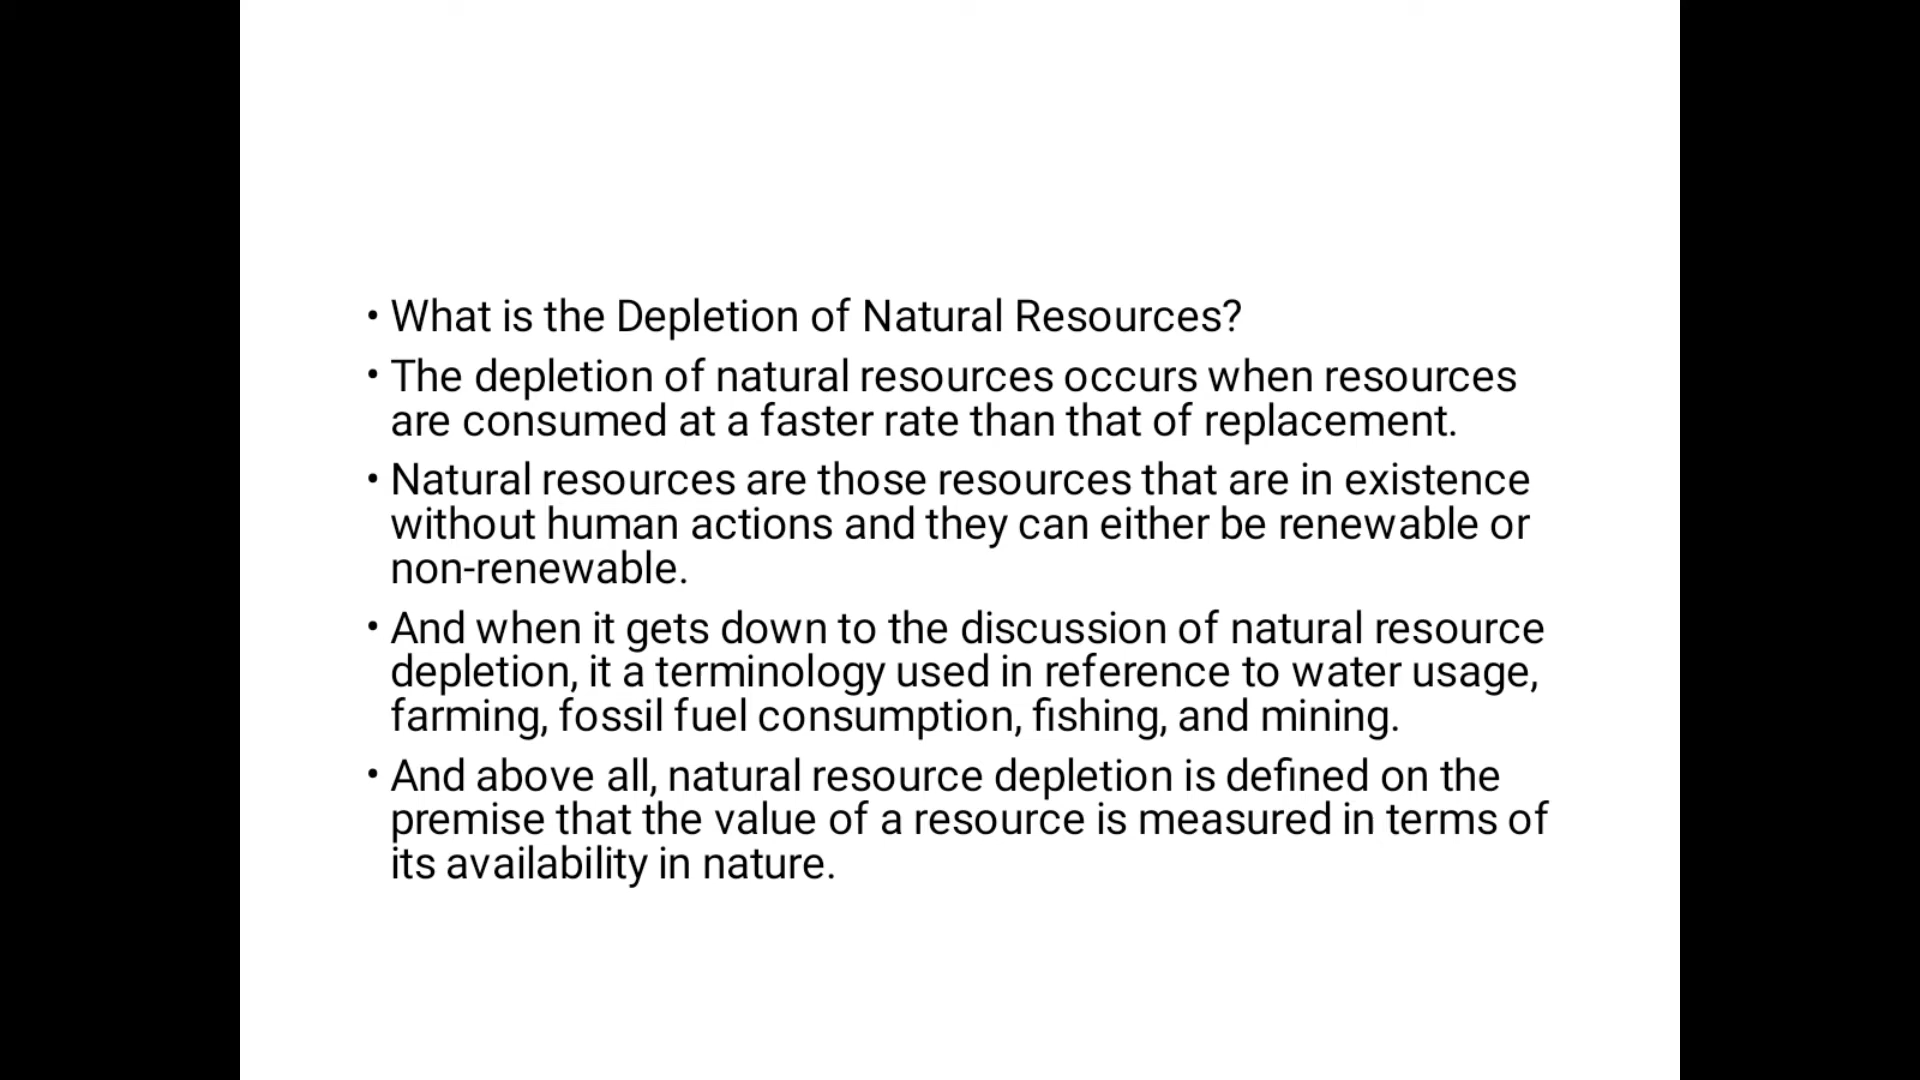 • What is the Depletion of Natural Resources?
• The depletion of natural resources occurs when resources
are consumed at a faster rate than that of replacement.
• Natural resources are those resources that are in existence
without human actions and they can either be renewable or
non-renewable.
• And when it gets down to the discussion of natural resource
depletion, it a terminology used in reference to water usage,
farming, fossil fuel consumption, fishing, and mining.
• And above all, natural resource depletion is defined on the
premise that the value of a resource is measured in terms of
its availability in nature.